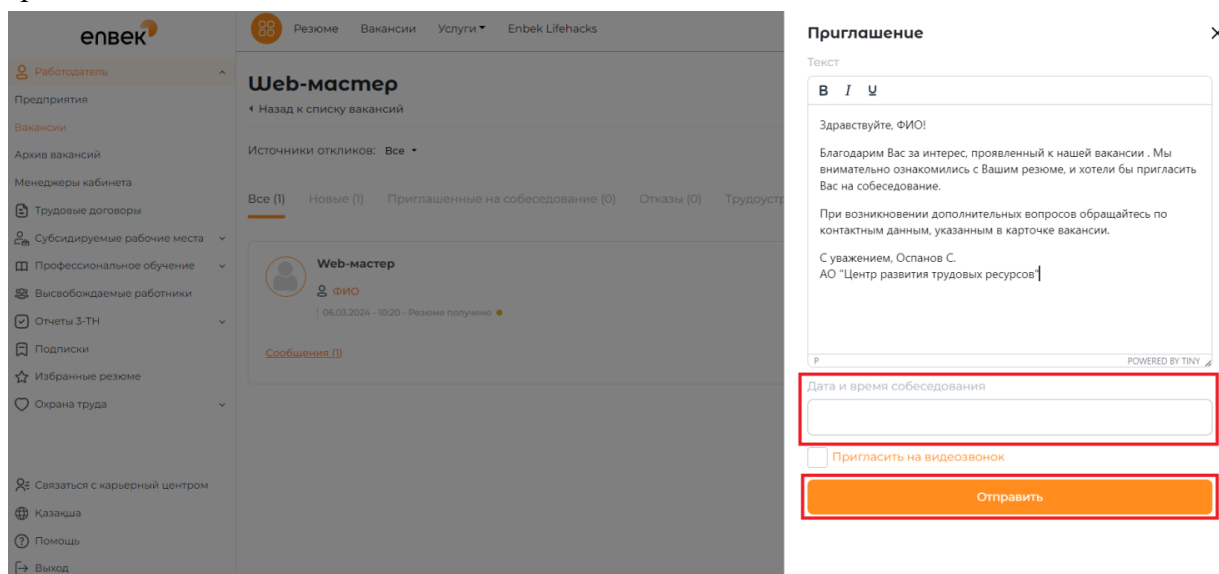 enbek
Работодатель
Предприятия
Вакансии
Архив вакансий
Менеджеры кабинета
Трудовые договоры
Субсидируемые рабочие места
Профессиональное обучение
Высвобождаемые работники
Отчеты 3-ТН
Подписки
Избранные резюме
Охрана труда
Связаться с карьерный центром
Қазақша
Помощь
Выход
Резюме Вакансии Услуги Enbek Lifehacks
Web-мастер
Назад к списку вакансий
Источники откликов: Все
Все (1) Новые (1) Приглашенные на собеседование (0) Отказы (0) Трудоустр
Web-мастер
ФИО
06.03.2024 - 10:20 - Резюме получено
Сообщения (1)
Приглашение
Текст
B I U
Здравствуйте, ФИО!
Благодарим Вас за интерес, проявленный к нашей вакансии . Мы
внимательно ознакомились с Вашим резюме, и хотели бы пригласить
Вас на собеседование.
При возникновении дополнительных вопросов обращайтесь по
контактным данным, указанным в карточке вакансии.
С уважением, Оспанов С.
АО "Центр развития трудовых ресурсов"
P POWERED BY TINY
Дата и время собеседования
Пригласить на видеозвонок
Отправить